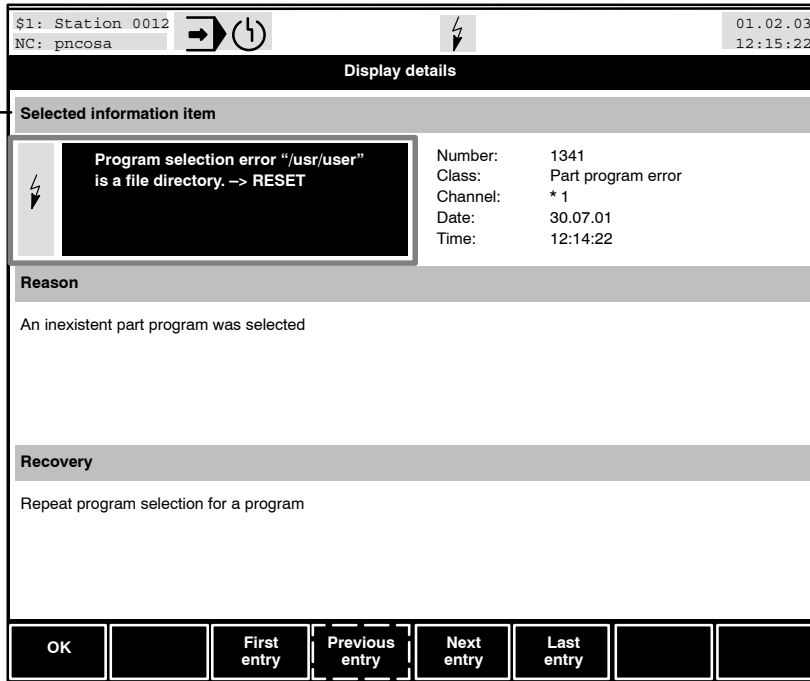 $1: Station 0012
NC: pncosa
01.02.03
12:15:22
Display details
Selected information item
Program selection error “/usr/user”
is a file directory. –> RESET
Number: 1341
Class: Part program error
Channel: * 1
Date: 30.07.01
Time: 12:14:22
Reason
An inexistent part program was selected
Recovery
Repeat program selection for a program
OK
First
entry
Previous
entry
Next
entry
Last
entry